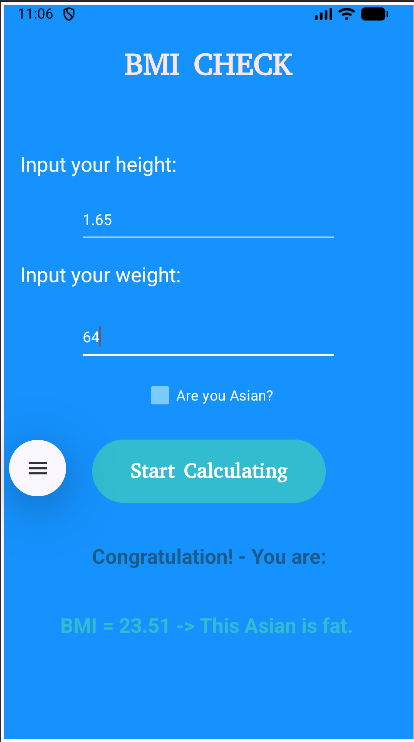 11:06
BMI CHECK
Input your height:
1.65
Input your weight:
64
Are you Asian?
Start Calculating
Congratulation! - You are:
BMI = 23.51 -> This Asian is fat.